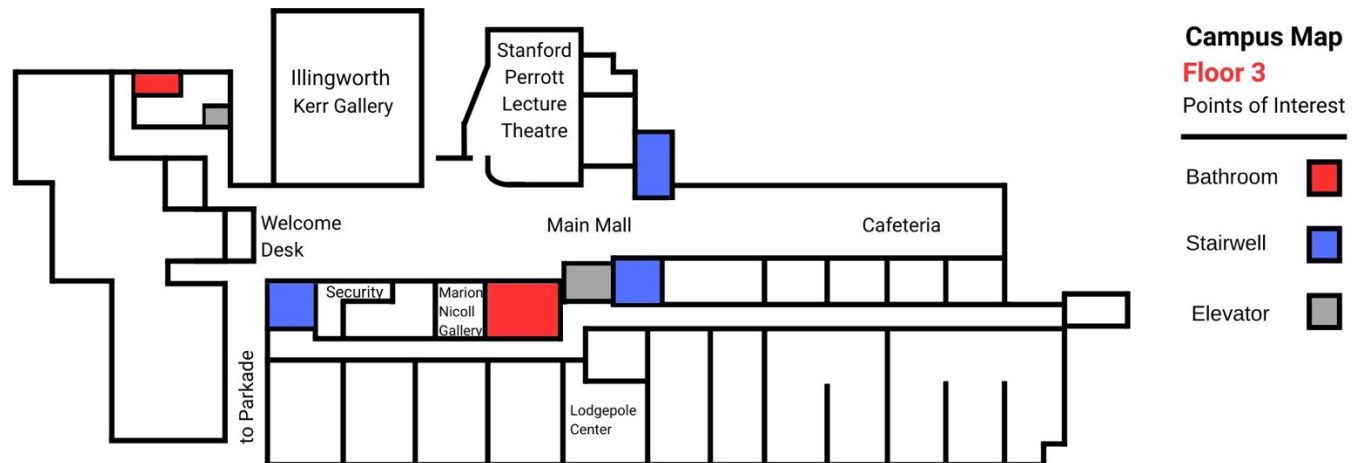 Illingworth
Kerr Gallery
Stanford
Perrott
Lecture
Theatre
Welcome
Desk
Main Mall
Cafeteria
Security
Marion
Nicoll
Gallery
to Parkade
Lodgepole
Center
Campus Map
Floor 3
Points of Interest
Bathroom
Stairwell
Elevator